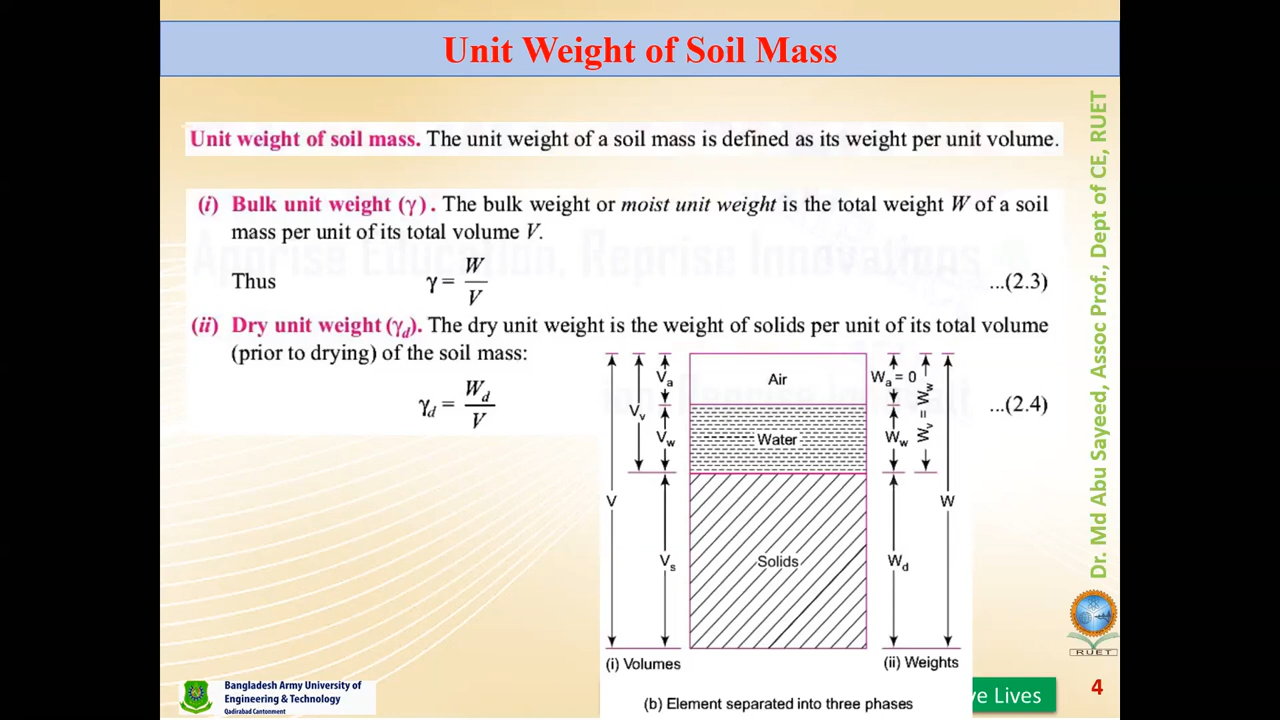 Unit Weight of Soil Mass
Unit weight of soil mass. The unit weight of a soil mass is defined as its weight per unit volume.
(i) Bulk unit weight (γ). The bulk weight or moist unit weight is the total weight W of a soil
mass per unit of its total volume V.
Thus γ = W/V ...(2.3)
(ii) Dry unit weight (γd). The dry unit weight is the weight of solids per unit of its total volume
(prior to drying) of the soil mass:
γd = Wd/V ...(2.4)
Va Air Wa = 0
Vv Wv = Ww
Vw Water Ww
V W
Vs Solids Wd
(i) Volumes (ii) Weights
(b) Element separated into three phases
Dr. Md Abu Sayeed, Assoc Prof., Dept of CE, RUET
RUET
Bangladesh Army University of
Engineering & Technology
Qadirabad Cantonment
ve Lives
4
Apprise Education, Reprise Innovations